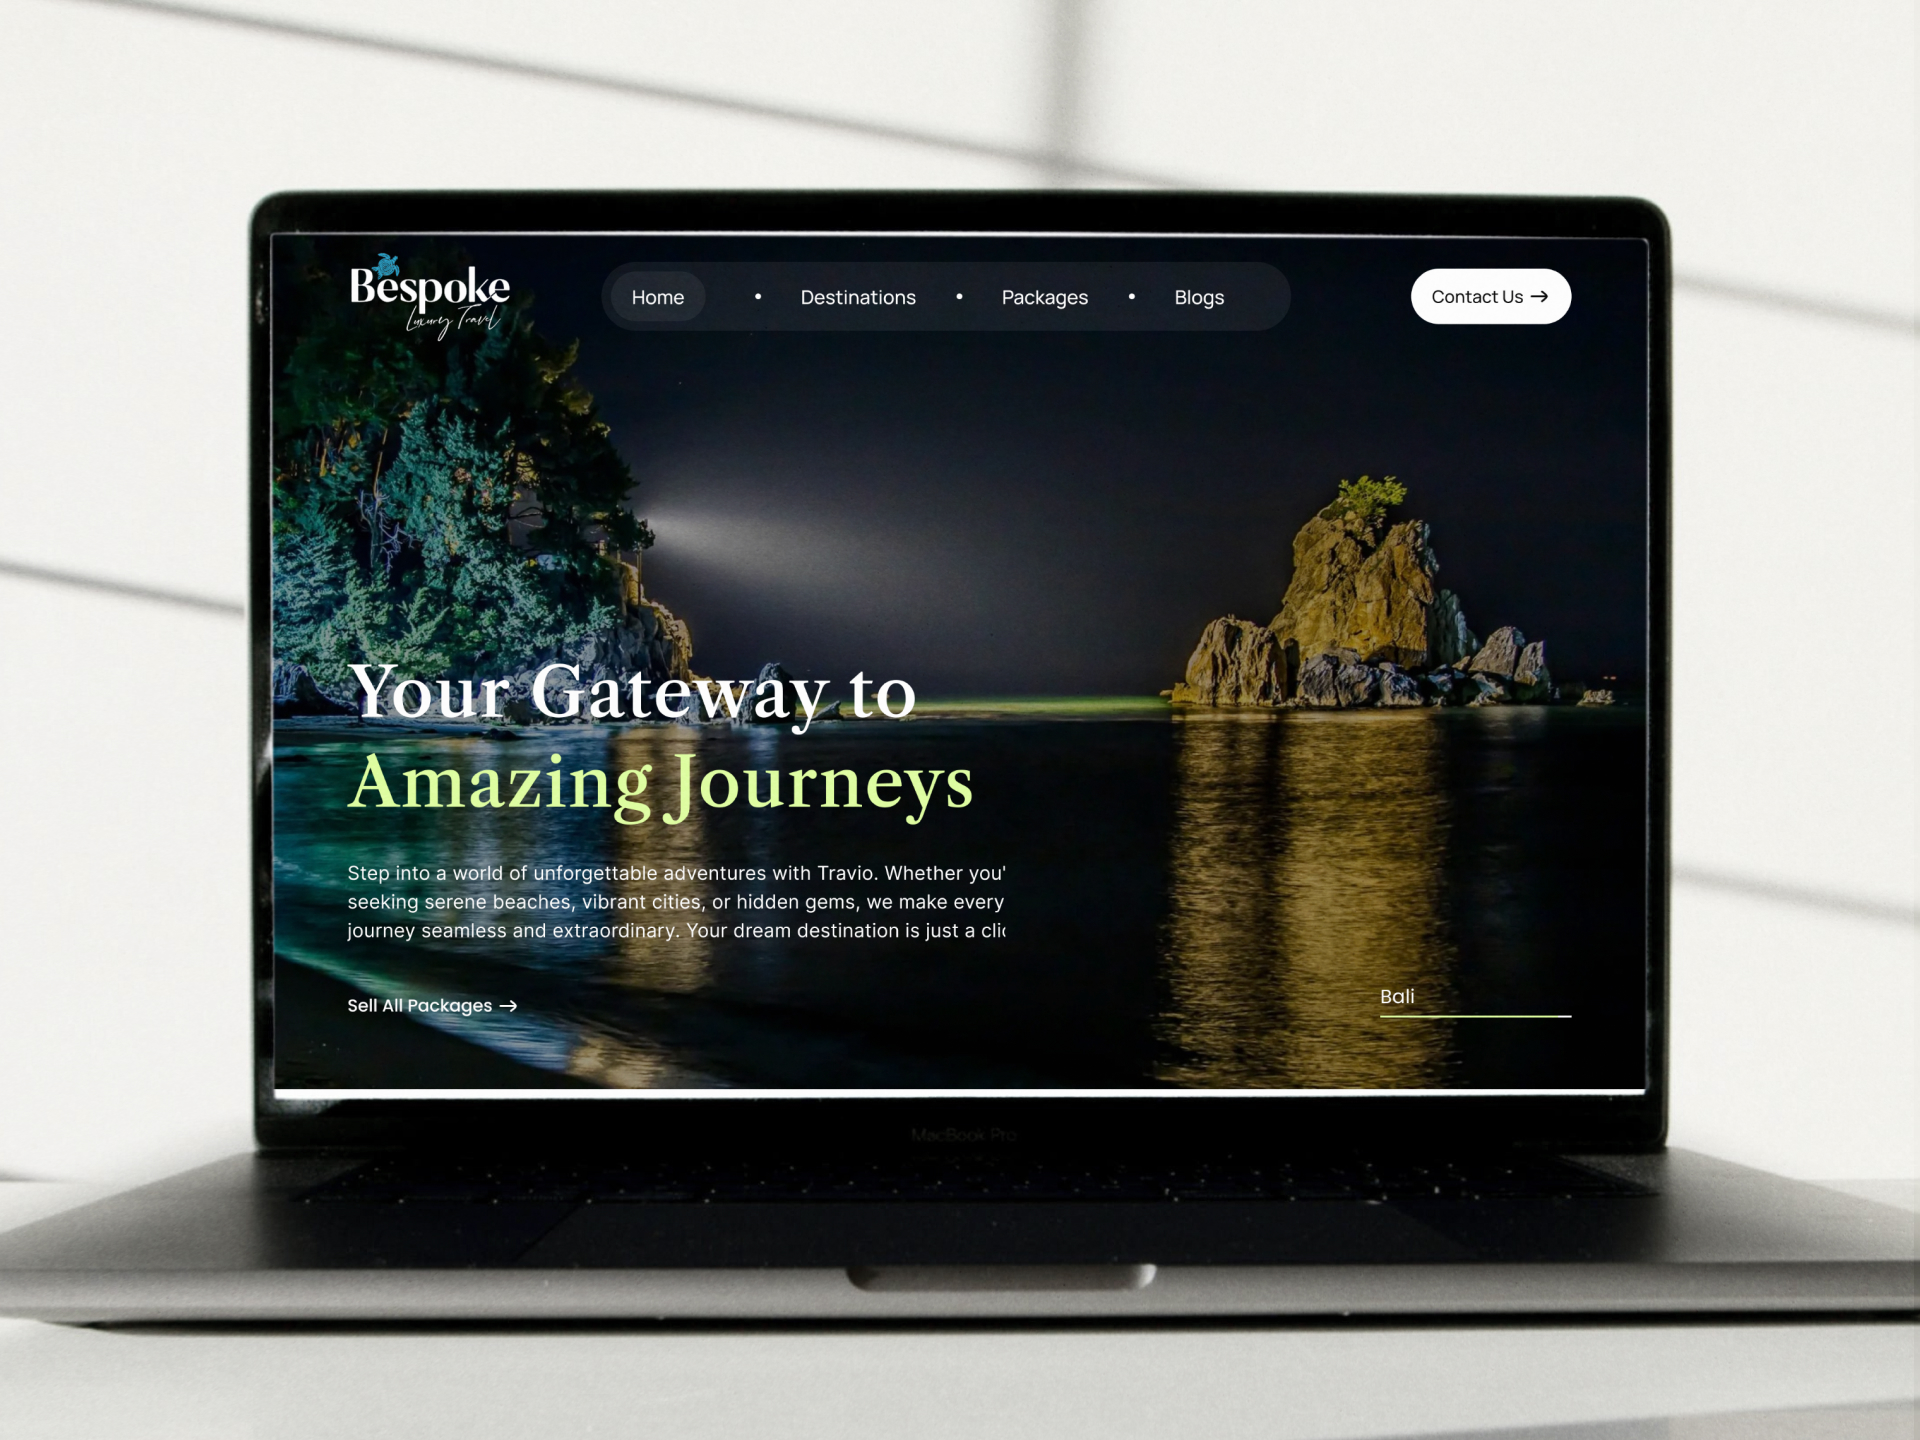 Bespoke
Luxury Travel
Home • Destinations • Packages • Blogs
Contact Us →
Your Gateway to
Amazing Journeys
Step into a world of unforgettable adventures with Travio. Whether you'
seeking serene beaches, vibrant cities, or hidden gems, we make every
journey seamless and extraordinary. Your dream destination is just a
Sell All Packages →
Bali
MacBook Pro